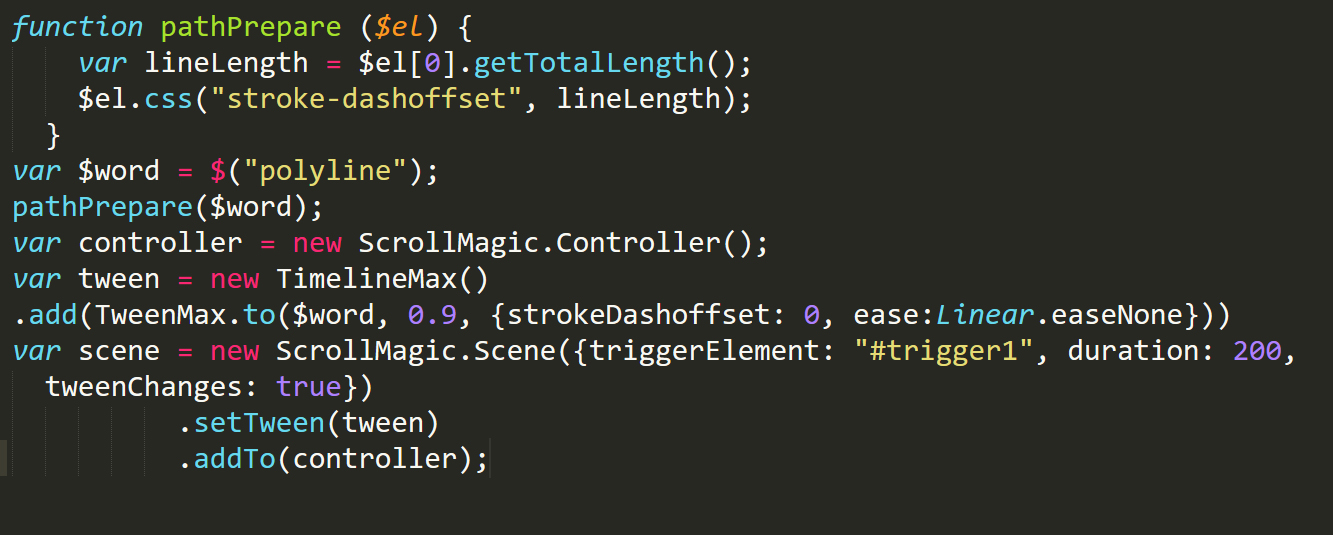 function pathPrepare ($el) {
var lineLength = $el[0].getTotalLength();
$el.css("stroke-dashoffset", lineLength);
}
var $word = $("polyline");
pathPrepare($word);
var controller = new ScrollMagic.Controller();
var tween = new TimelineMax()
.add(TweenMax.to($word, 0.9, {strokeDashoffset: 0, ease:Linear.easeNone}))
var scene = new ScrollMagic.Scene({triggerElement: "#trigger1", duration: 200,
tweenChanges: true})
.setTween(tween)
.addTo(controller);